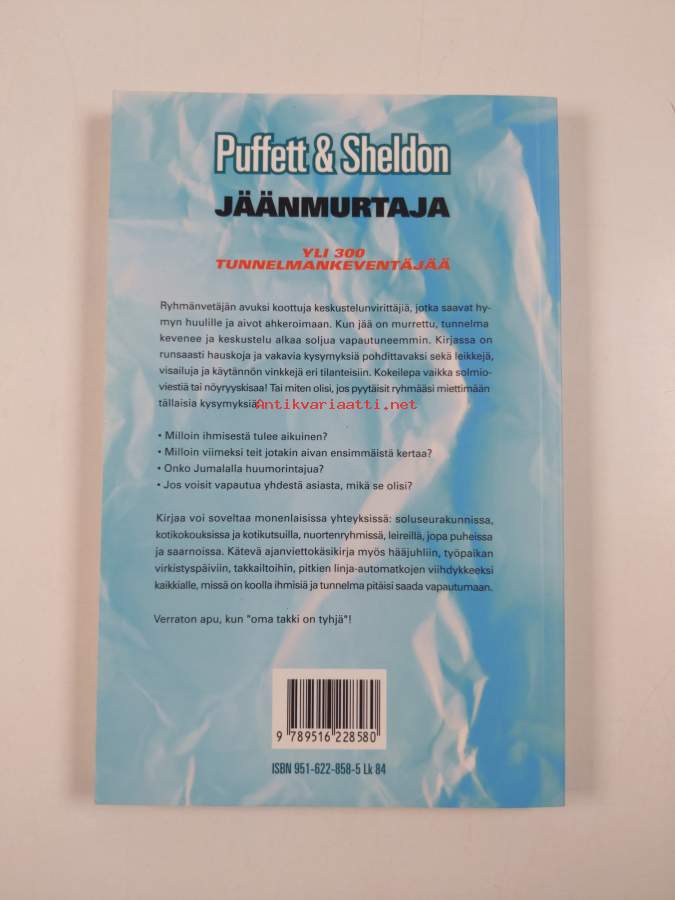 Puffett & Sheldon
JÄÄNMURTAJA
YLI 300
TUNNELMANKEVENTÄJÄÄ
Ryhmänvetäjän avuksi koottuja keskustelunvirittäjiä, jotka saavat hy-
myn huulille ja aivot ahkeroimaan. Kun jää on murrettu, tunnelma
kevenee ja keskustelu alkaa soljua vapautuneemmin. Kirjassa on
runsaasti hauskoja ja vakavia kysymyksiä pohdittavaksi sekä leikkejä,
visailuja ja käytännön vinkkejä eri tilanteisiin. Kokeilepa vaikka solmio-
viestiä tai nöyryyskisaa! Tai miten olisi, jos pyytäisit ryhmääsi miettimään
tällaisia kysymyksiä
Antikvariaatti.net
• Milloin ihmisestä tulee aikuinen?
• Milloin viimeksi teit jotakin aivan ensimmäistä kertaa?
• Onko Jumalalla huumorintajua?
• Jos voisit vapautua yhdestä asiasta, mikä se olisi?
Kirjaa voi soveltaa monenlaisissa yhteyksissä: soluseurakunnissa,
kotikokouksissa ja kotikutsuilla, nuortenryhmissä, leireillä, jopa puheissa
ja saarnoissa. Kätevä ajanviettokäsikirja myös hääjuhliin, työpaikan
virkistyspäiviin, takkailtoihin, pitkien linja-automatkojen viihdykkeeksi
kaikkialle, missä on koolla ihmisiä ja tunnelma pitäisi saada vapautumaan.
Verraton apu, kun "oma takki on tyhjä"!
9 789516 228580
ISBN 951-622-858-5 Lk 84